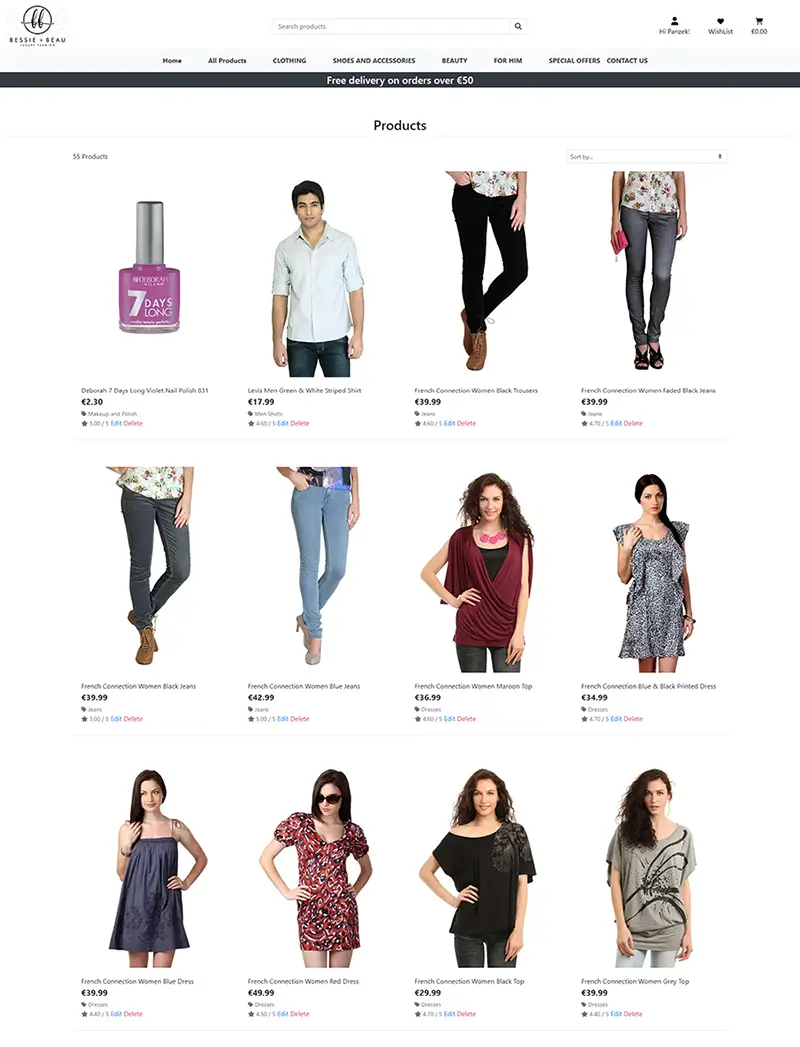 bb
BESSIE + BEAU
LUXURY FASHION
Search products
Hi Panzek!
WishList
€0.00
Home
All Products
CLOTHING
SHOES AND ACCESSORIES
BEAUTY
FOR HIM
SPECIAL OFFERS
CONTACT US
Free delivery on orders over €50
Products
55 Products
Sort by...
DEBORAH
MILANO
7 DAYS
LONG
Deborah 7 Days Long Violet Nail Polish 831
€2.30
Makeup and Polish
5.00 / 5 Edit Delete
Levis Men Green & White Striped Shirt
€17.99
Men Shirts
4.60 / 5 Edit Delete
French Connection Women Black Trousers
€39.99
Jeans
4.60 / 5 Edit Delete
French Connection Women Faded Black Jeans
€39.99
Jeans
4.70 / 5 Edit Delete
French Connection Women Black Jeans
€39.99
Jeans
3.00 / 5 Edit Delete
French Connection Women Blue Jeans
€42.99
Jeans
5.00 / 5 Edit Delete
French Connection Women Maroon Top
€36.99
Dresses
4.60 / 5 Edit Delete
French Connection Blue & Black Printed Dress
€34.99
Dresses
4.70 / 5 Edit Delete
French Connection Women Blue Dress
€39.99
Dresses
4.40 / 5 Edit Delete
French Connection Women Red Dress
€49.99
Dresses
4.50 / 5 Edit Delete
French Connection Women Black Top
€29.99
Dresses
4.70 / 5 Edit Delete
French Connection Women Grey Top
€39.99
Dresses
4.40 / 5 Edit Delete